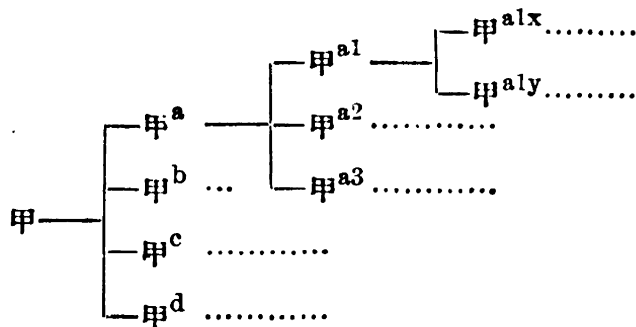 甲^a1x ………
甲^a1 甲^a1y ………
甲^a 甲^a2 …………
甲^b … 甲^a3 …………
甲
甲^c …………
甲^d …………